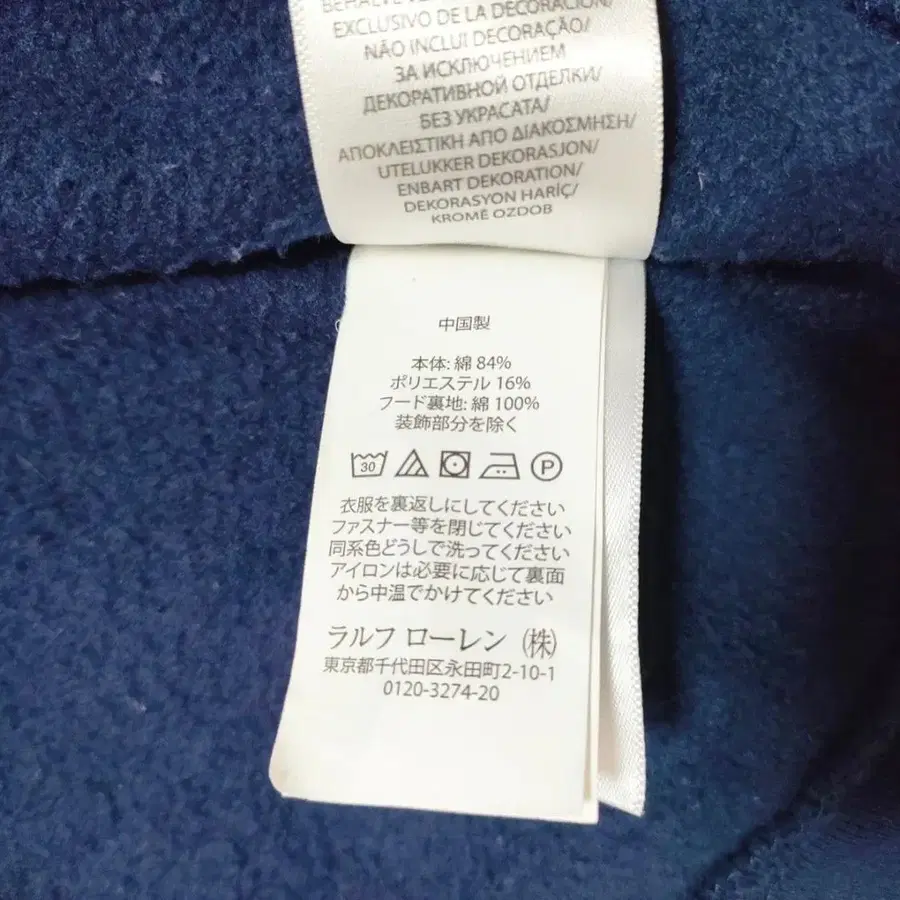 EXCLUSIVO DE LA DECORACIÓN/
NÃO INCLUI DECORAÇÃO/
ЗА ИСКЛЮЧЕНИЕМ
ДЕКОРАТИВНОЙ ОТДЕЛКИ/
БЕЗ УКРАСАТА/
ΑΠΟΚΛΕΙΣΤΙΚΗ ΑΠΟ ΔΙΑΚΟΣΜΗΣΗ/
UTELUKKER DEKORASJON/
ENBART DEKORATION/
DEKORASYON HARİÇ/
KROMĖ OZDOB
中国製
本体: 綿 84%
ポリエステル 16%
フード裏地: 綿 100%
装飾部分を除く
30 P
衣服を裏返しにしてください
ファスナー等を閉じてください
同系色どうしで洗ってください
アイロンは必要に応じて裏面
から中温でかけてください
ラルフ ローレン (株)
東京都千代田区永田町2-10-1
0120-3274-20